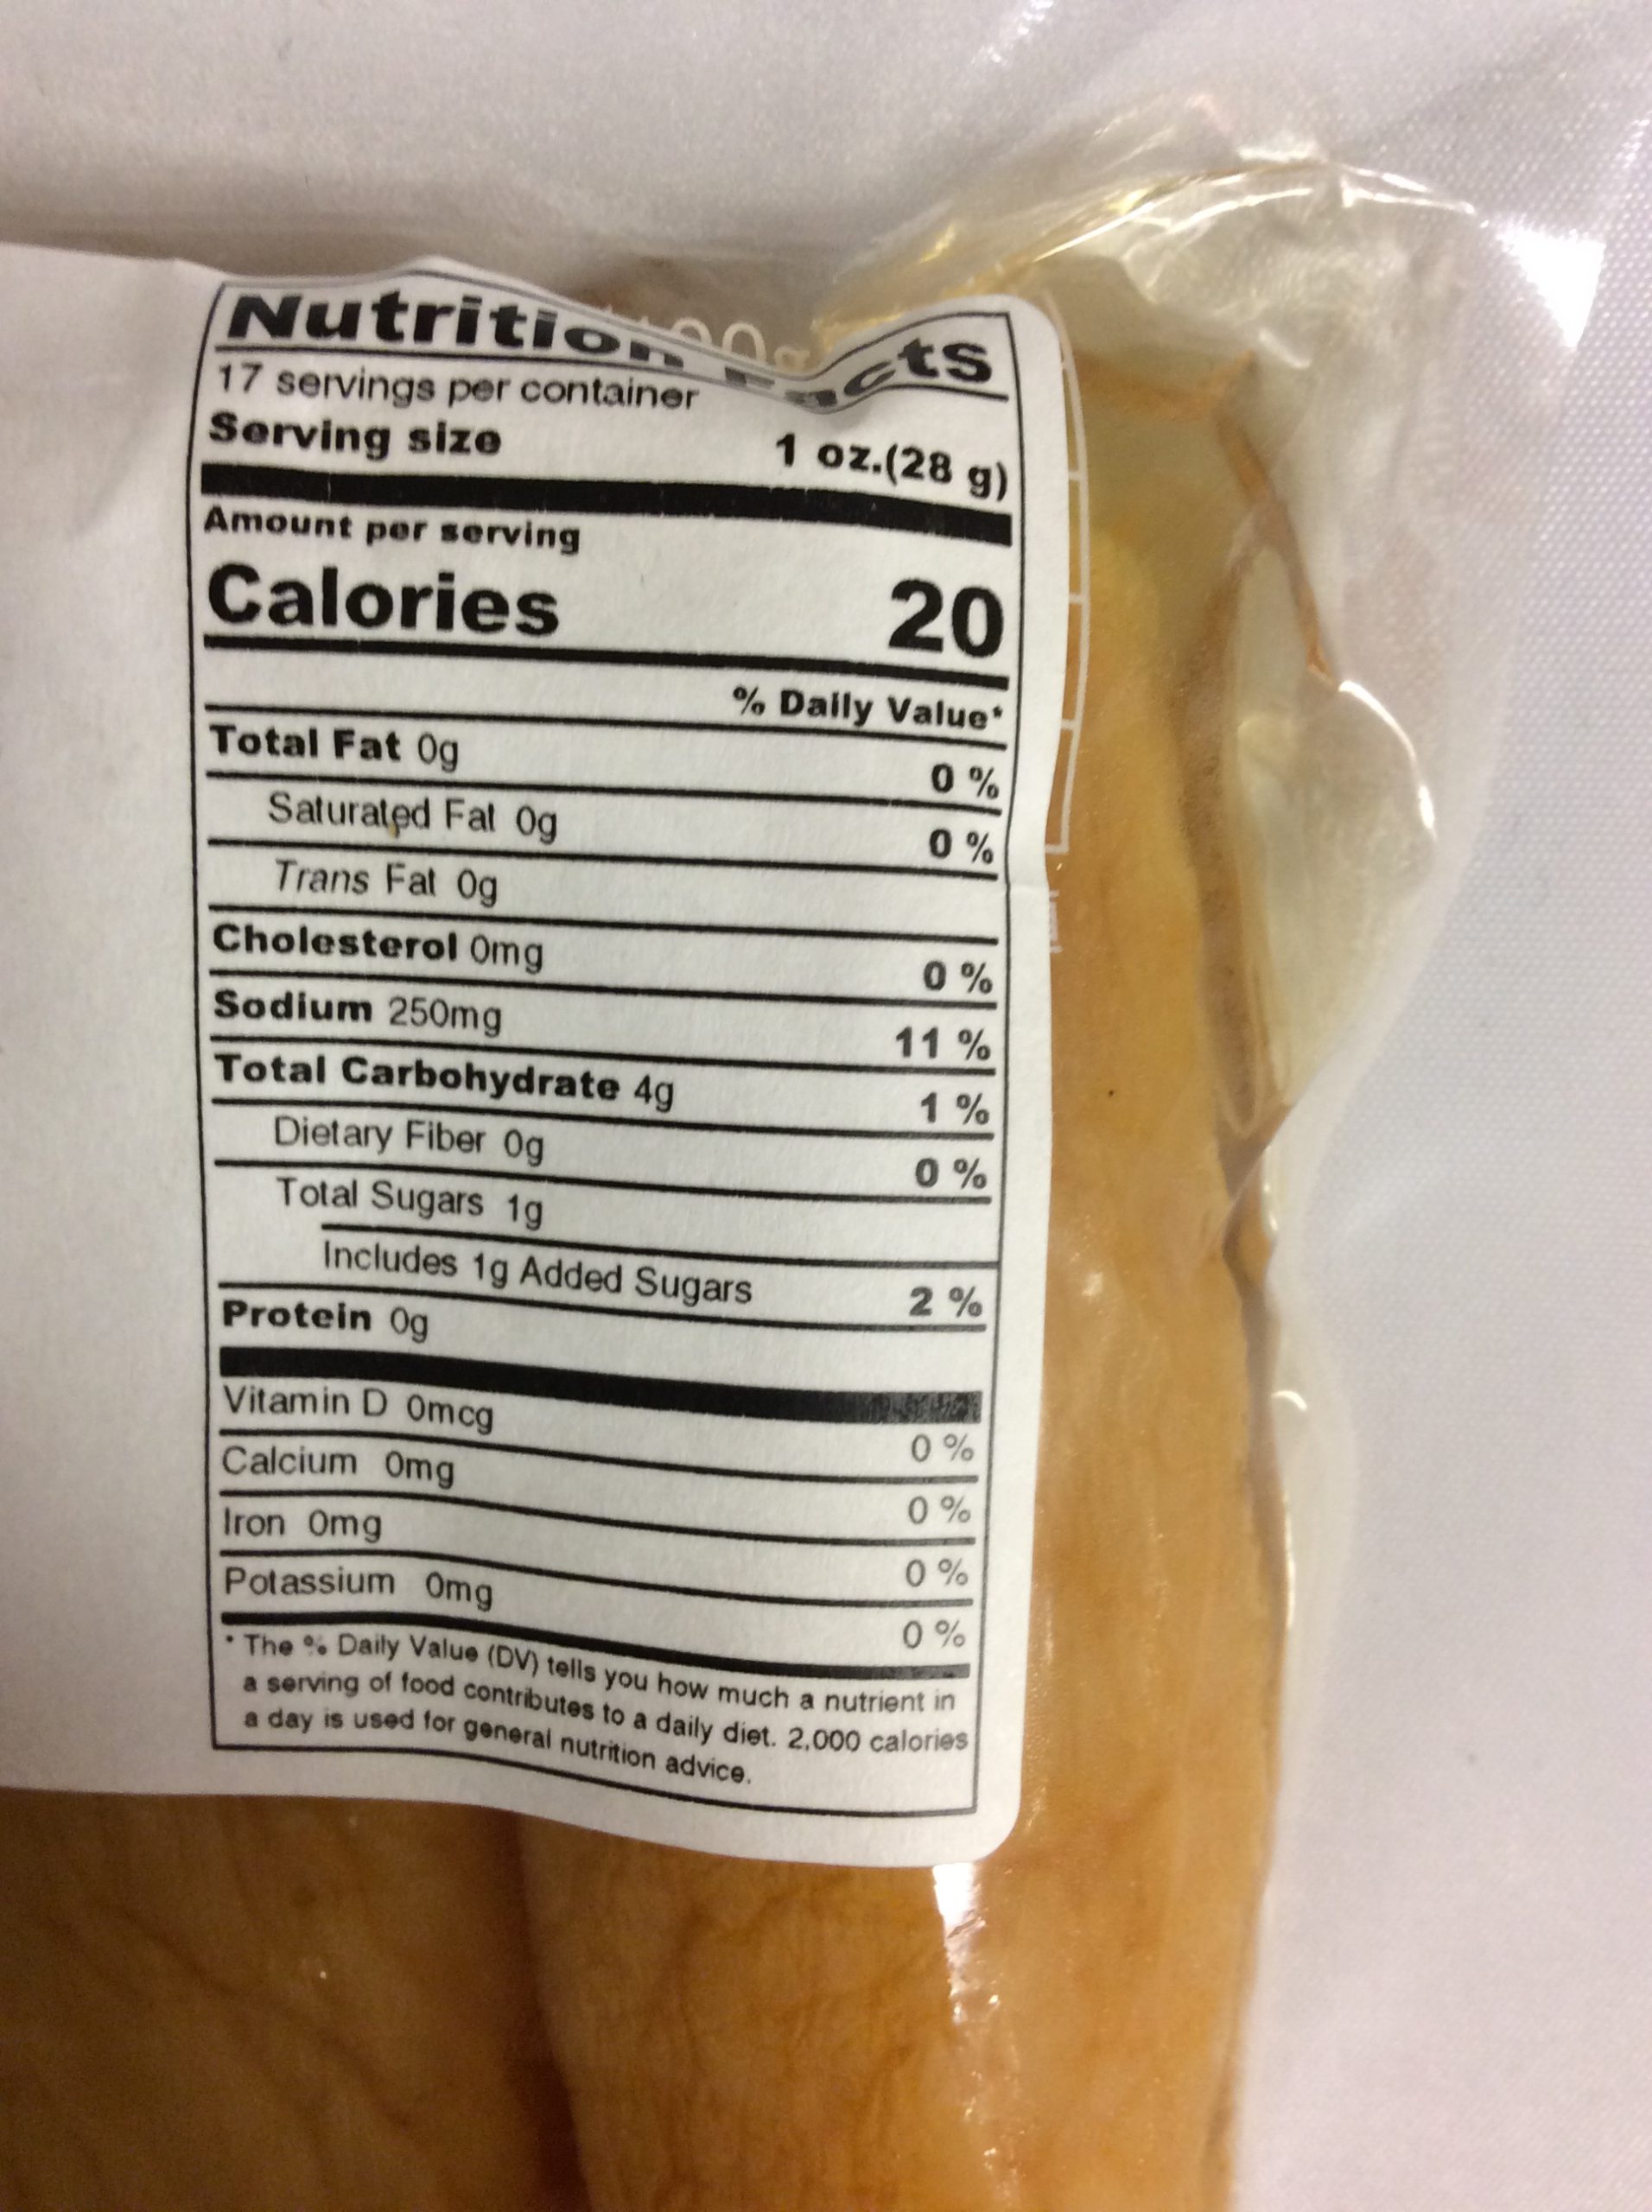 Nutrition Facts
17 servings per container
Serving size 1 oz.(28 g)
Amount per serving
Calories 20
% Daily Value*
Total Fat 0g 0 %
Saturated Fat 0g 0 %
Trans Fat 0g
Cholesterol 0mg 0 %
Sodium 250mg 11 %
Total Carbohydrate 4g 1 %
Dietary Fiber 0g 0 %
Total Sugars 1g
Includes 1g Added Sugars 2 %
Protein 0g
Vitamin D 0mcg 0 %
Calcium 0mg 0 %
Iron 0mg 0 %
Potassium 0mg 0 %
* The % Daily Value (DV) tells you how much a nutrient in
a serving of food contributes to a daily diet. 2,000 calories
a day is used for general nutrition advice.